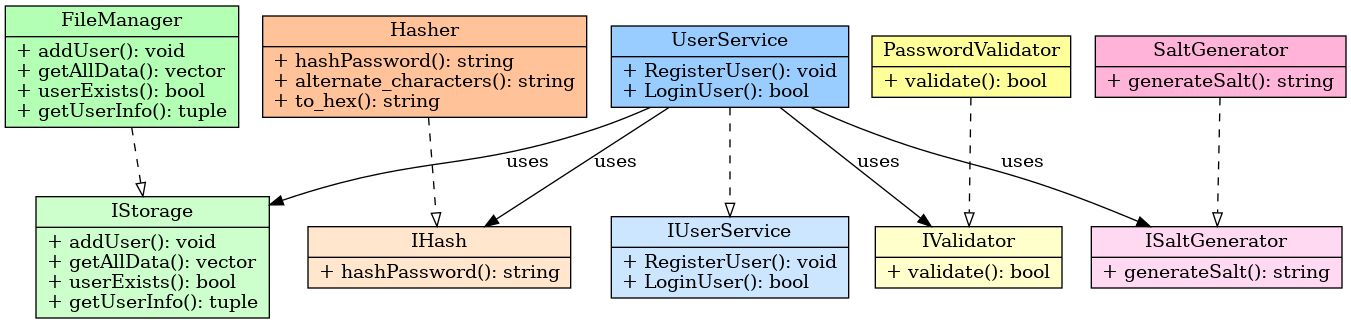 FileManager
+ addUser(): void
+ getAllData(): vector
+ userExists(): bool
+ getUserInfo(): tuple
Hasher
+ hashPassword(): string
+ alternate_characters(): string
+ to_hex(): string
UserService
+ RegisterUser(): void
+ LoginUser(): bool
PasswordValidator
+ validate(): bool
SaltGenerator
+ generateSalt(): string
uses
uses
uses
uses
IStorage
+ addUser(): void
+ getAllData(): vector
+ userExists(): bool
+ getUserInfo(): tuple
IHash
+ hashPassword(): string
IUserService
+ RegisterUser(): void
+ LoginUser(): bool
IValidator
+ validate(): bool
ISaltGenerator
+ generateSalt(): string